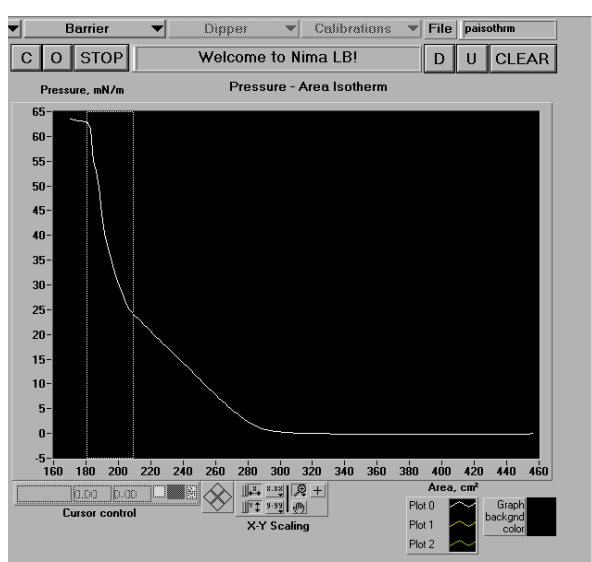 Barrier Dipper Calibrations File paisothrm
C O STOP Welcome to Nima LB! D U CLEAR
Pressure, mN/m Pressure - Area Isotherm
65-
60-
55-
50-
45-
40-
35-
30-
25-
20-
15-
10-
5-
0-
-5-
160 180 200 220 240 260 280 300 320 340 360 380 400 420 440 460
Area, cm²
0.00 0.00
Cursor control
X-Y Scaling
Plot 0
Plot 1
Plot 2
Graph
backgnd
color